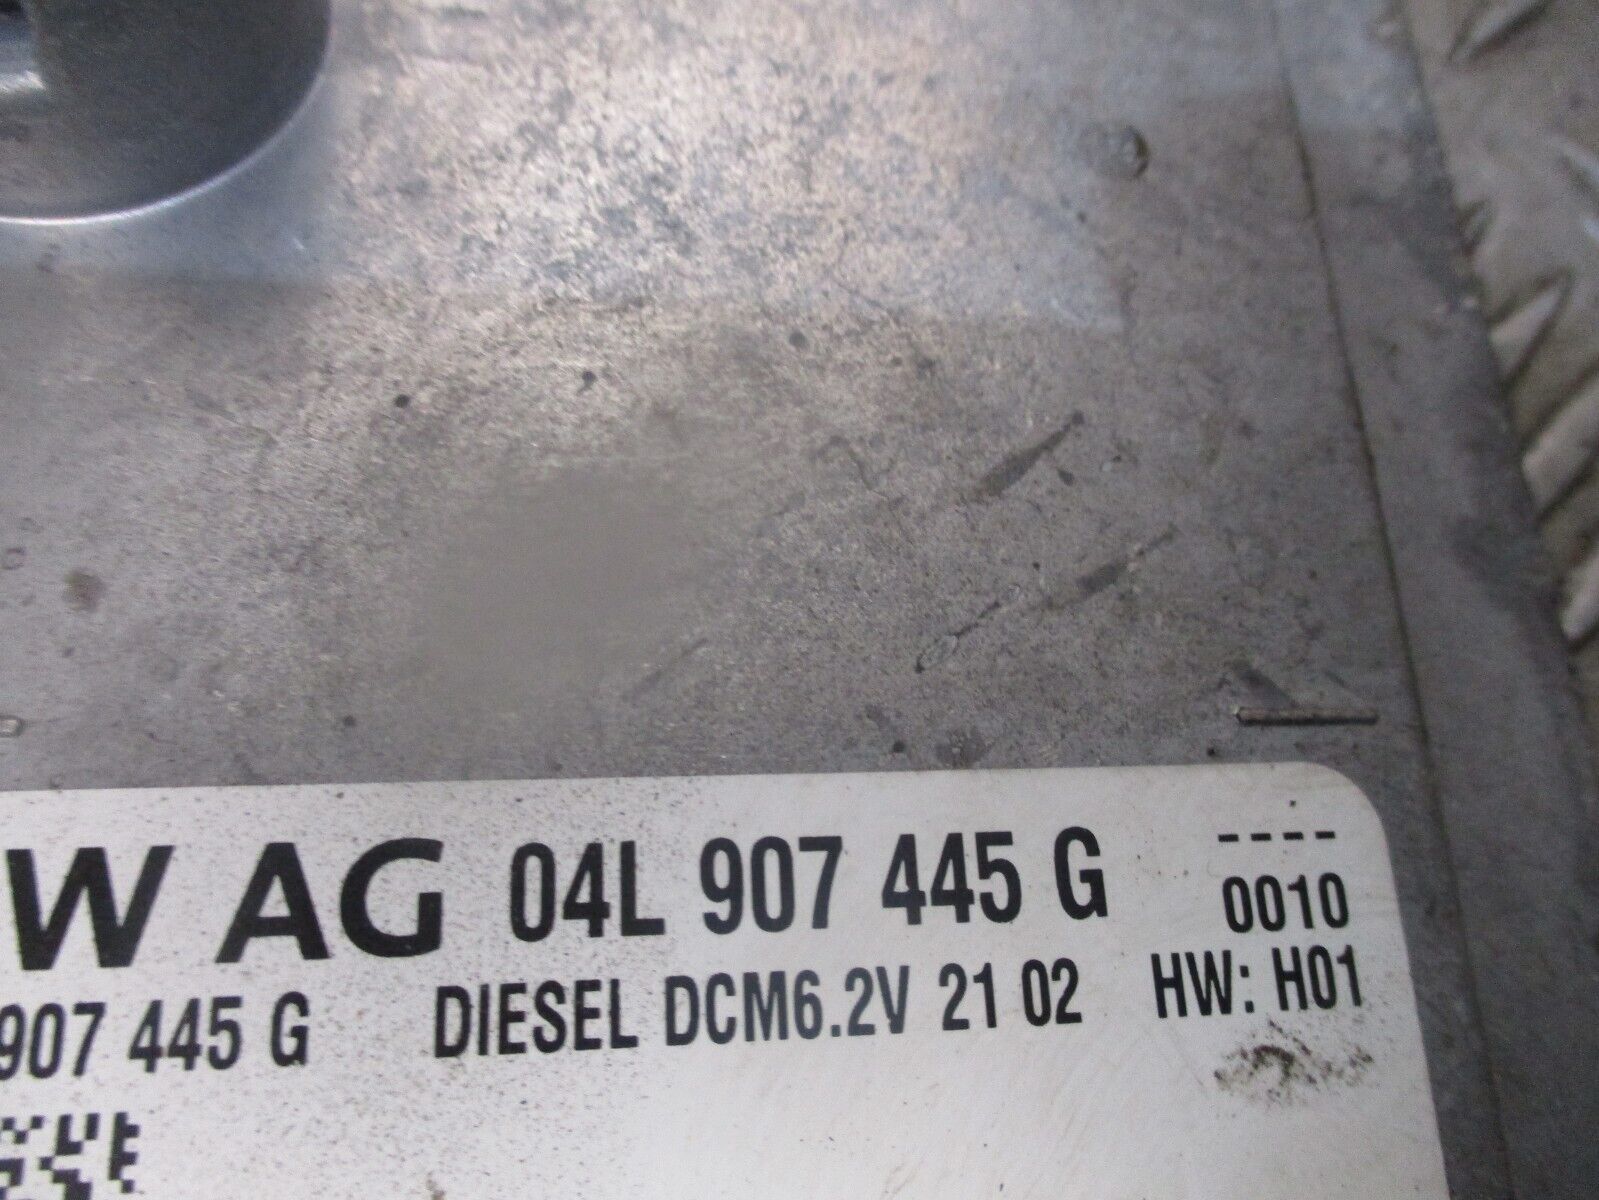 W AG 04L 907 445 G ----
0010
907 445 G DIESEL DCM6.2V 21 02 HW: H01